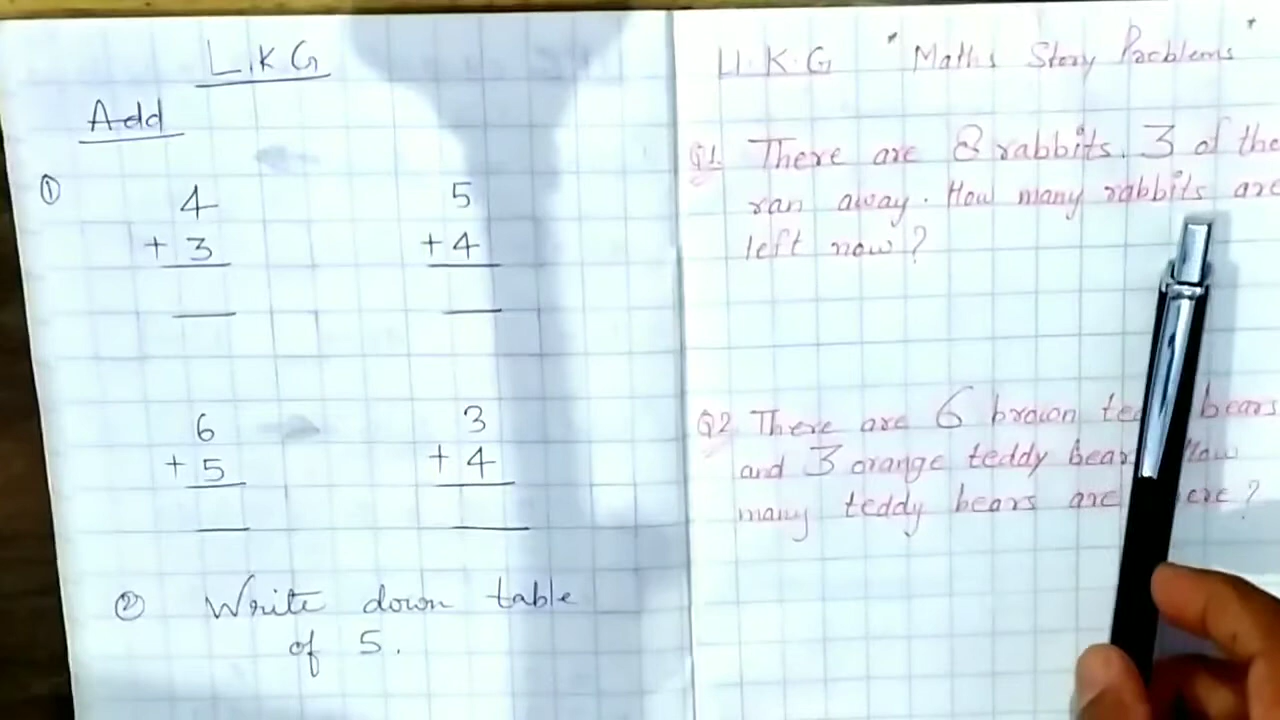 L.K G
Add
① 4 5
+ 3 + 4
6 3
+ 5 + 4
② Write down table
of 5.
U.K.G "Maths Story Problems"
Q1. There are 8 rabbits. 3 of the
ran away. How many rabbits are
left now?
Q2 There are 6 brown bears
and 3 orange teddy How
many teddy bears are